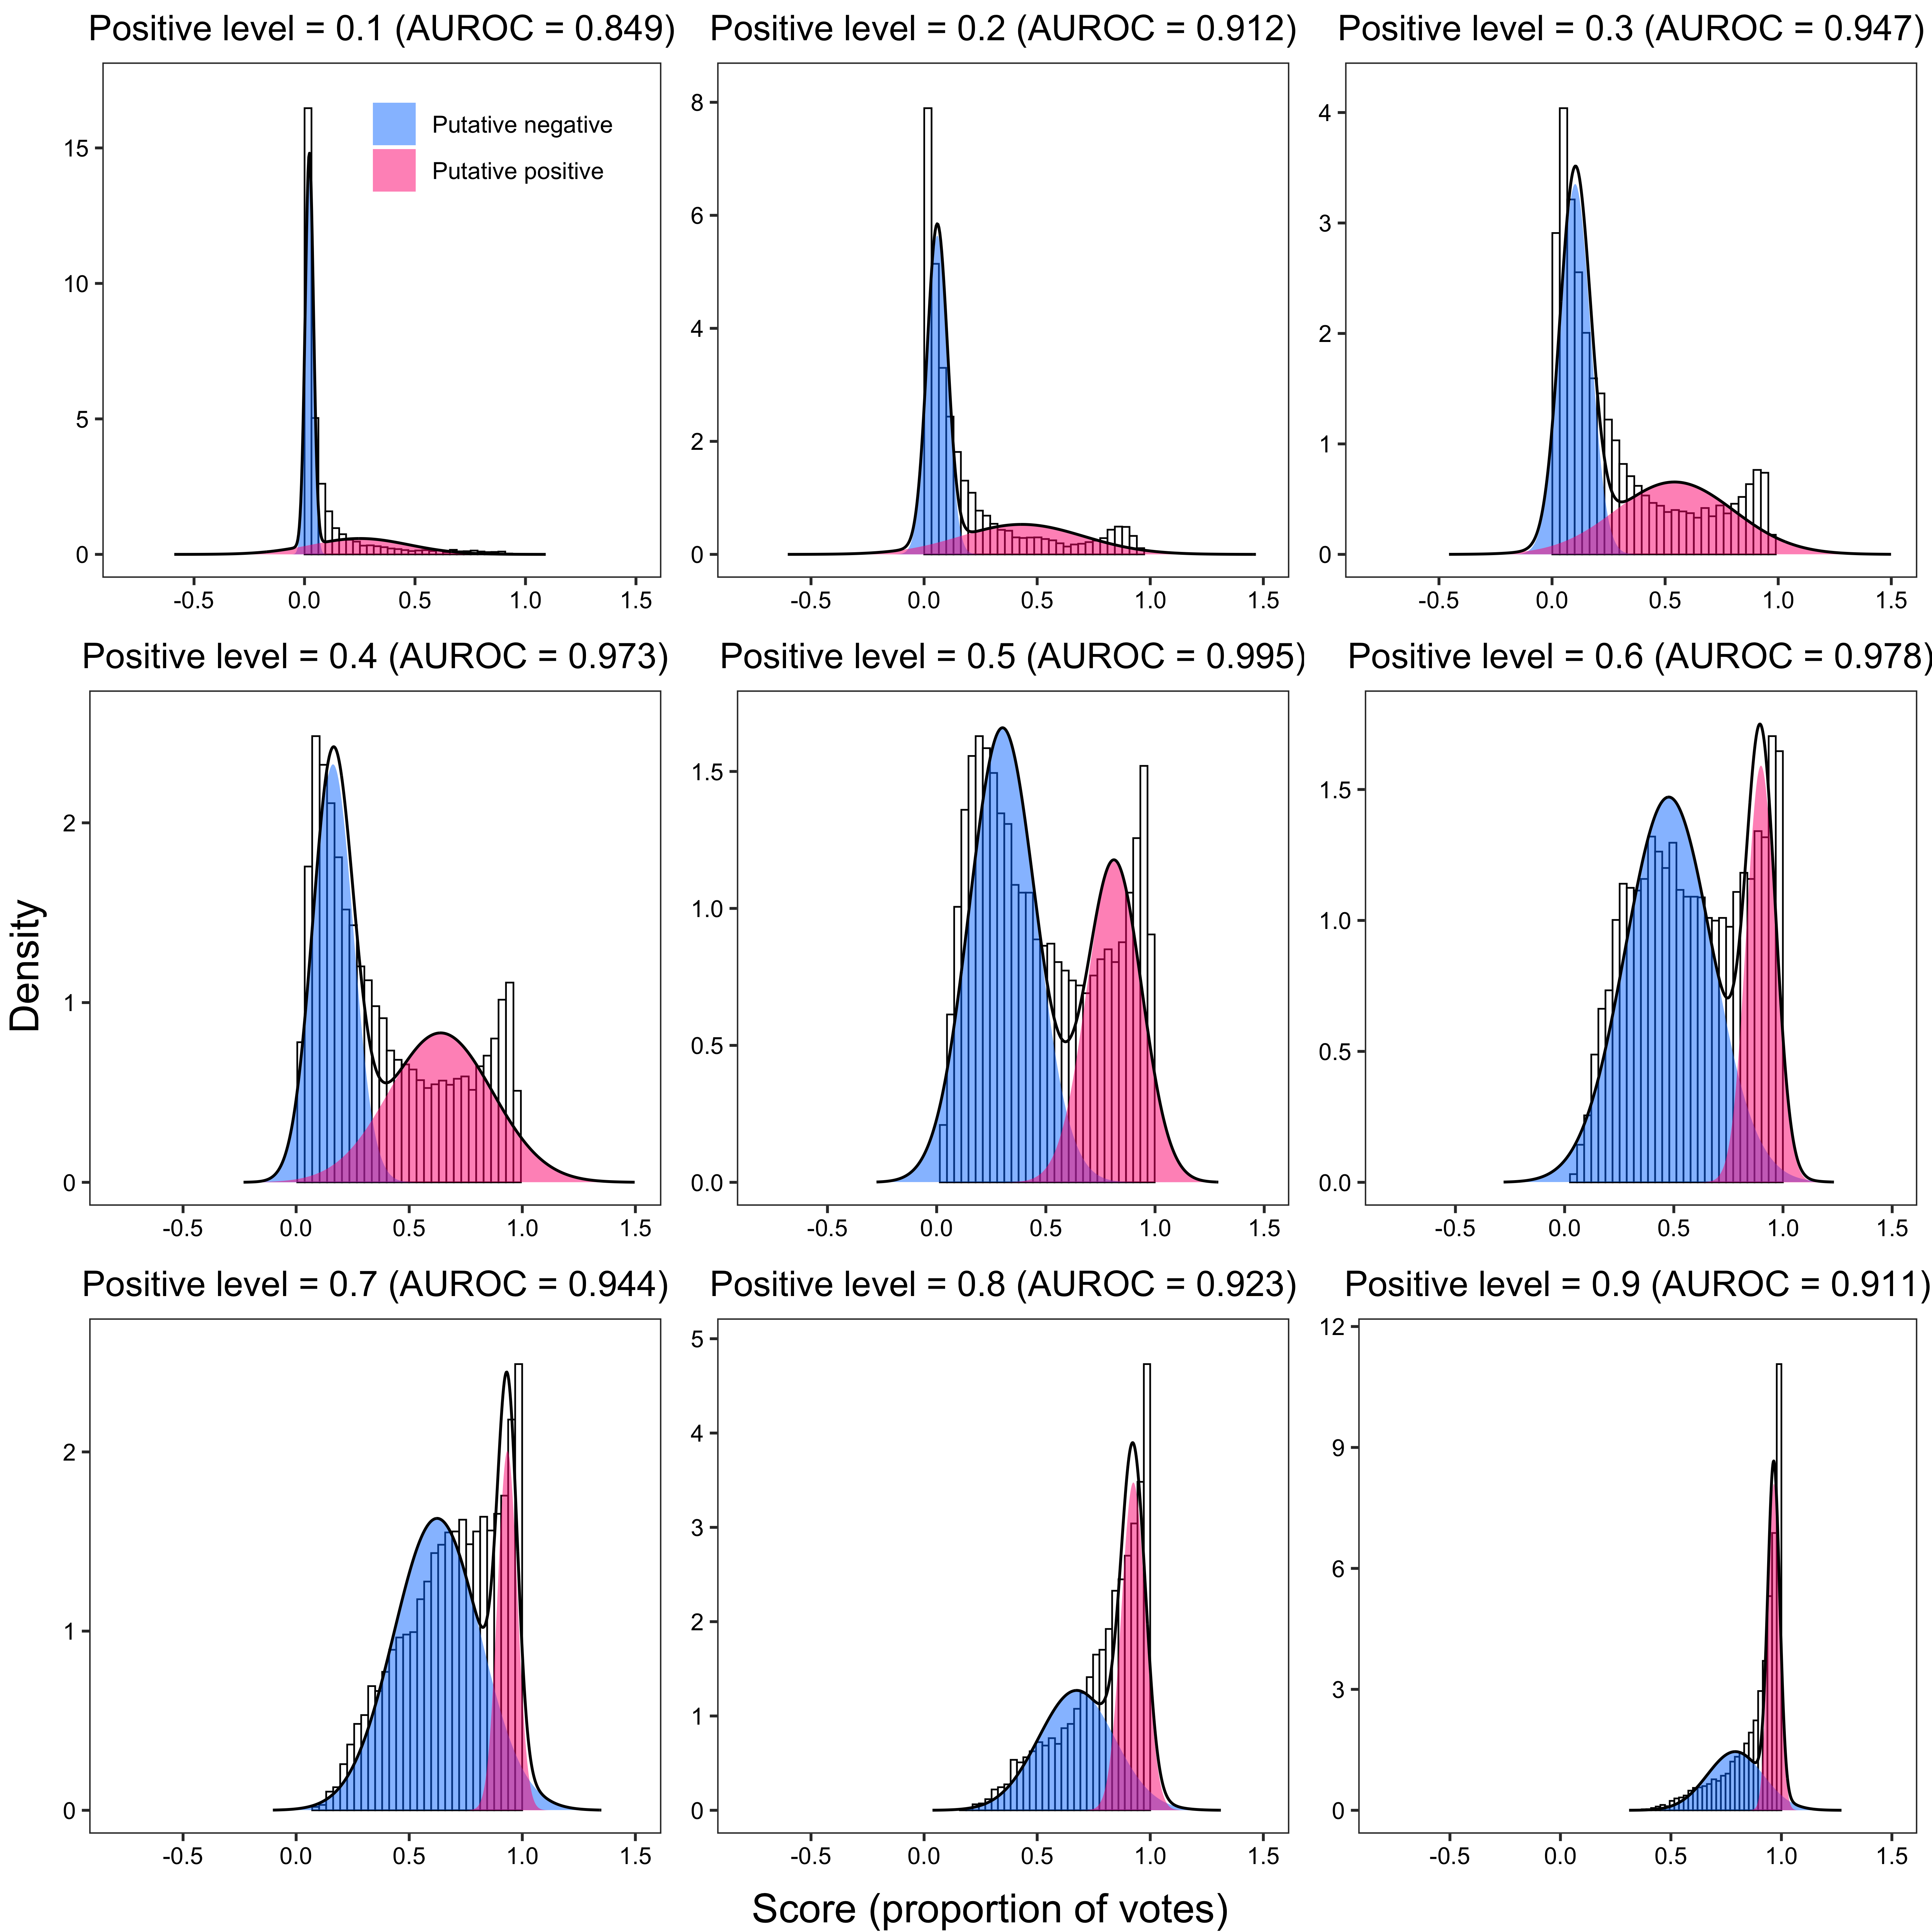 Positive level = 0.1 (AUROC = 0.849)
Positive level = 0.2 (AUROC = 0.912)
Positive level = 0.3 (AUROC = 0.947)
Putative negative
Putative positive
15
10
5
0
-0.5 0.0 0.5 1.0 1.5
8
6
4
2
0
-0.5 0.0 0.5 1.0 1.5
4
3
2
1
0
-0.5 0.0 0.5 1.0 1.5
Positive level = 0.4 (AUROC = 0.973)
Positive level = 0.5 (AUROC = 0.995)
Positive level = 0.6 (AUROC = 0.978)
Density
2
1
0
-0.5 0.0 0.5 1.0 1.5
1.5
1.0
0.5
0.0
-0.5 0.0 0.5 1.0 1.5
1.5
1.0
0.5
0.0
-0.5 0.0 0.5 1.0 1.5
Positive level = 0.7 (AUROC = 0.944)
Positive level = 0.8 (AUROC = 0.923)
Positive level = 0.9 (AUROC = 0.911)
2
1
0
-0.5 0.0 0.5 1.0 1.5
5
4
3
2
1
0
-0.5 0.0 0.5 1.0 1.5
12
9
6
3
0
-0.5 0.0 0.5 1.0 1.5
Score (proportion of votes)